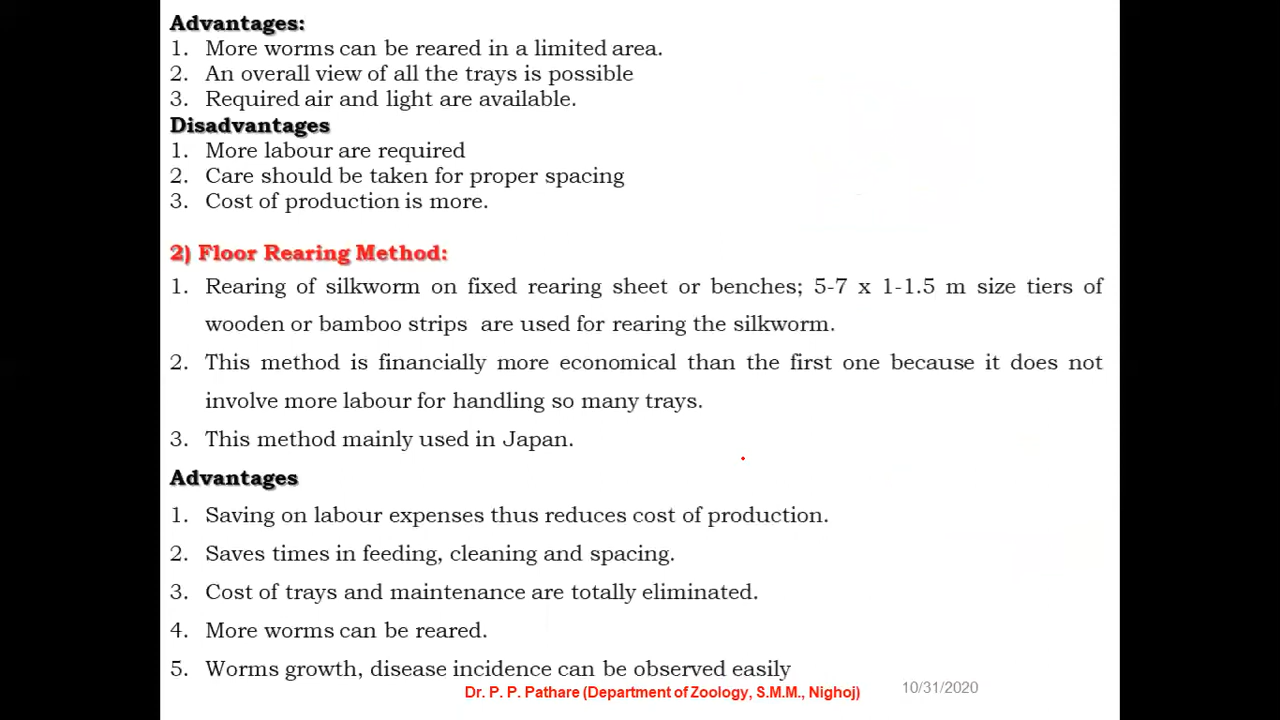 Advantages:
1. More worms can be reared in a limited area.
2. An overall view of all the trays is possible
3. Required air and light are available.
Disadvantages
1. More labour are required
2. Care should be taken for proper spacing
3. Cost of production is more.
2) Floor Rearing Method:
1. Rearing of silkworm on fixed rearing sheet or benches; 5-7 x 1-1.5 m size tiers of
wooden or bamboo strips are used for rearing the silkworm.
2. This method is financially more economical than the first one because it does not
involve more labour for handling so many trays.
3. This method mainly used in Japan.
Advantages
1. Saving on labour expenses thus reduces cost of production.
2. Saves times in feeding, cleaning and spacing.
3. Cost of trays and maintenance are totally eliminated.
4. More worms can be reared.
5. Worms growth, disease incidence can be observed easily
Dr. P. P. Pathare (Department of Zoology, S.M.M., Nighoj) 10/31/2020